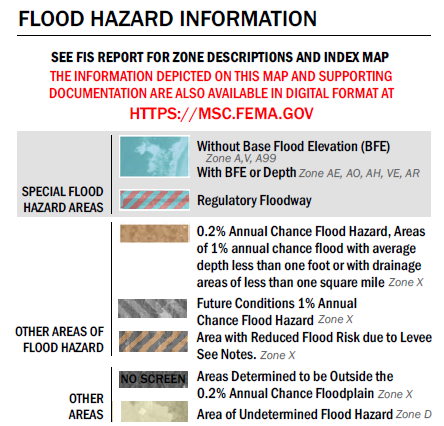 FLOOD HAZARD INFORMATION
SEE FIS REPORT FOR ZONE DESCRIPTIONS AND INDEX MAP
THE INFORMATION DEPICTED ON THIS MAP AND SUPPORTING
DOCUMENTATION ARE ALSO AVAILABLE IN DIGITAL FORMAT AT
HTTPS://MSC.FEMA.GOV
SPECIAL FLOOD
HAZARD AREAS
Without Base Flood Elevation (BFE)
Zone A,V, A99
With BFE or Depth Zone AE, AO, AH, VE, AR
Regulatory Floodway
OTHER AREAS OF
FLOOD HAZARD
0.2% Annual Chance Flood Hazard, Areas
of 1% annual chance flood with average
depth less than one foot or with drainage
areas of less than one square mile Zone X
Future Conditions 1% Annual
Chance Flood Hazard Zone X
Area with Reduced Flood Risk due to Levee
See Notes. Zone X
OTHER
AREAS
NO SCREEN
Areas Determined to be Outside the
0.2% Annual Chance Floodplain Zone X
Area of Undetermined Flood Hazard Zone D